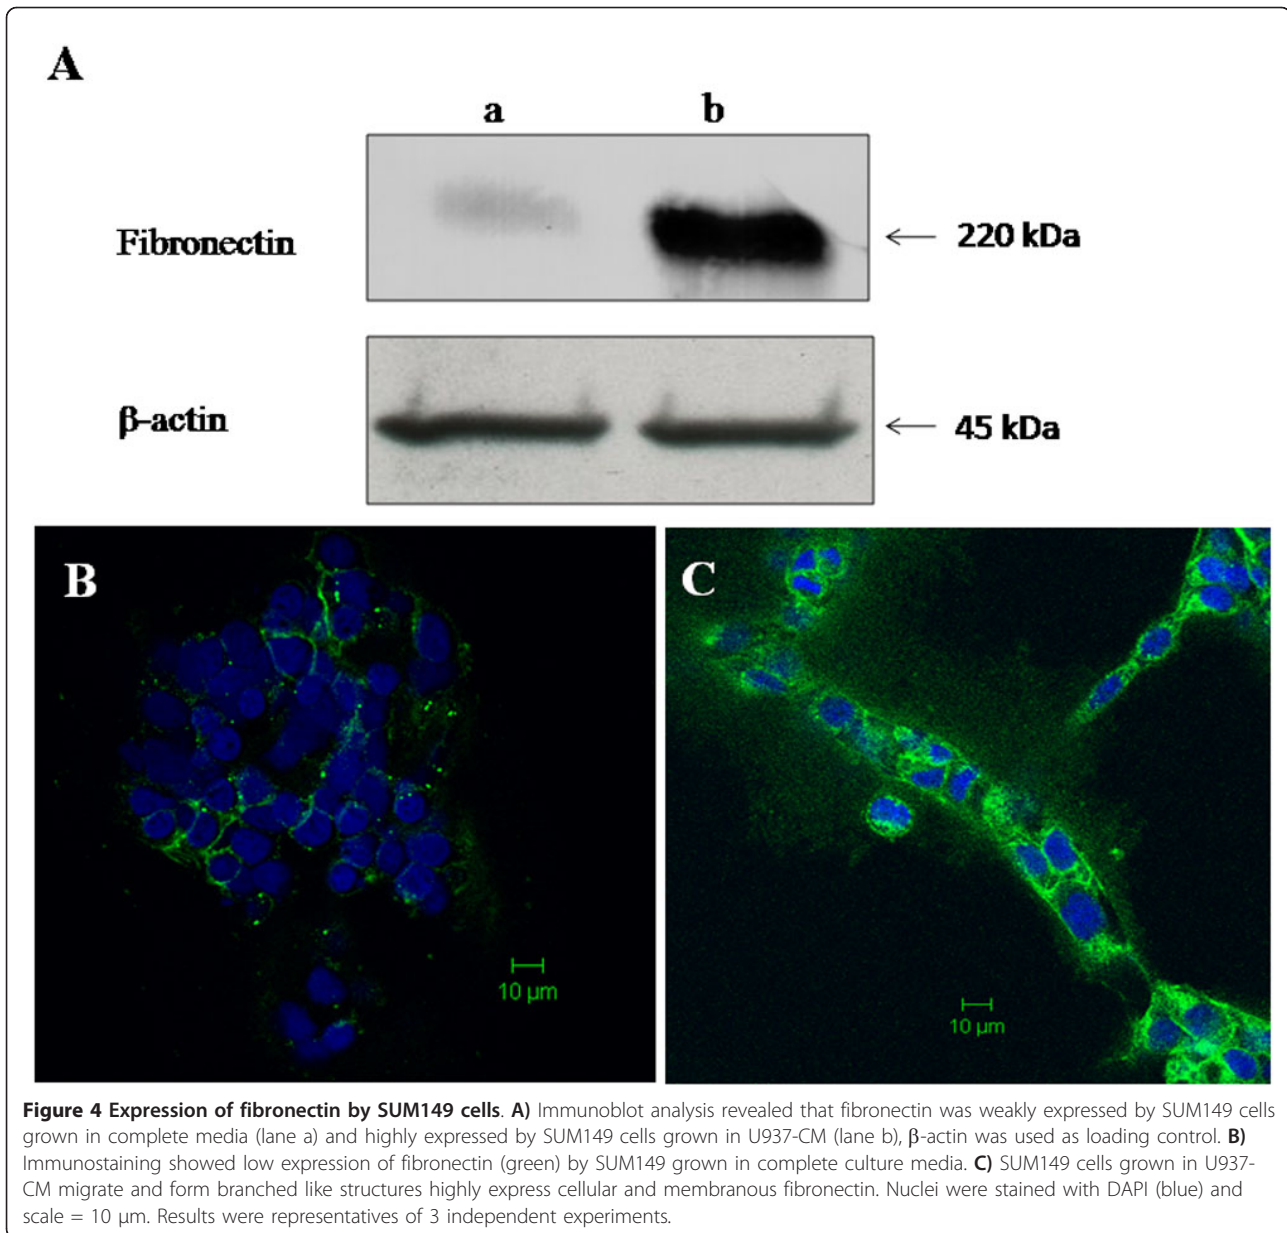 A
a b
Fibronectin
220 kDa
β-actin
45 kDa
B
C
10 μm
10 μm
Figure 4 Expression of fibronectin by SUM149 cells. A) Immunoblot analysis revealed that fibronectin was weakly expressed by SUM149 cells
grown in complete media (lane a) and highly expressed by SUM149 cells grown in U937-CM (lane b), β-actin was used as loading control. B)
Immunostaining showed low expression of fibronectin (green) by SUM149 grown in complete culture media. C) SUM149 cells grown in U937-
CM migrate and form branched like structures highly express cellular and membranous fibronectin. Nuclei were stained with DAPI (blue) and
scale = 10 μm. Results were representatives of 3 independent experiments.